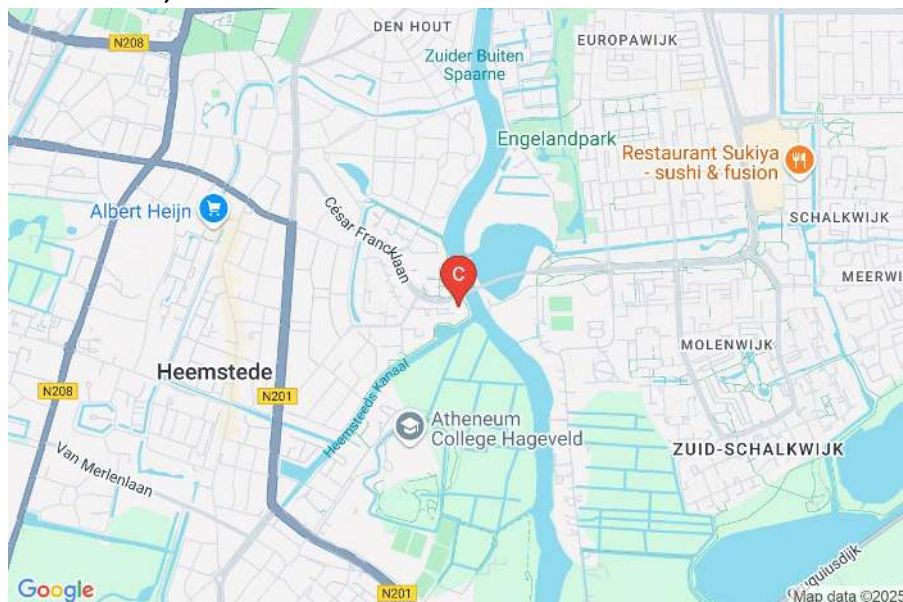 DEN HOUT
N208
Zuider Buiten
Spaarne
EUROPAWIJK
Engelandpark
Restaurant Sukiya
- sushi & fusion
Albert Heijn
César Francklaan
SCHALKWIJK
C
MEERWI
MOLENWIJK
Heemstede
N208
N201
Heemsteeds Kanaal
Atheneum
College Hageveld
ZUID-SCHALKWIJK
Van Merlenlaan
N201
uquiusdijk
Google
Map data ©2025